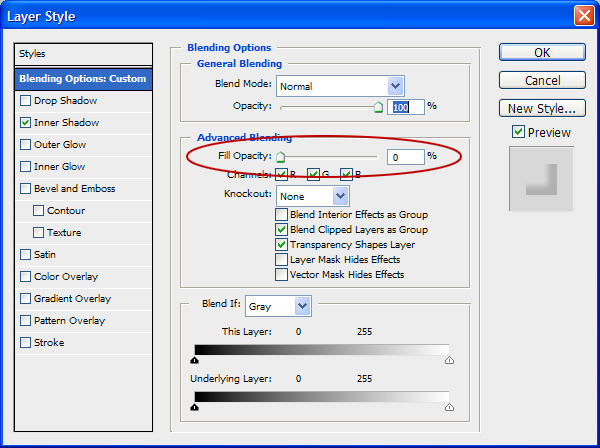 Layer Style
Styles
Blending Options: Custom
Drop Shadow
Inner Shadow
Outer Glow
Inner Glow
Bevel and Emboss
Contour
Texture
Satin
Color Overlay
Gradient Overlay
Pattern Overlay
Stroke
Blending Options
General Blending
Blend Mode: Normal
Opacity: 100 %
Advanced Blending
Fill Opacity: 0 %
Channels: R G B
Knockout: None
Blend Interior Effects as Group
Blend Clipped Layers as Group
Transparency Shapes Layer
Layer Mask Hides Effects
Vector Mask Hides Effects
Blend If: Gray
This Layer: 0 255
Underlying Layer: 0 255
OK
Cancel
New Style...
Preview